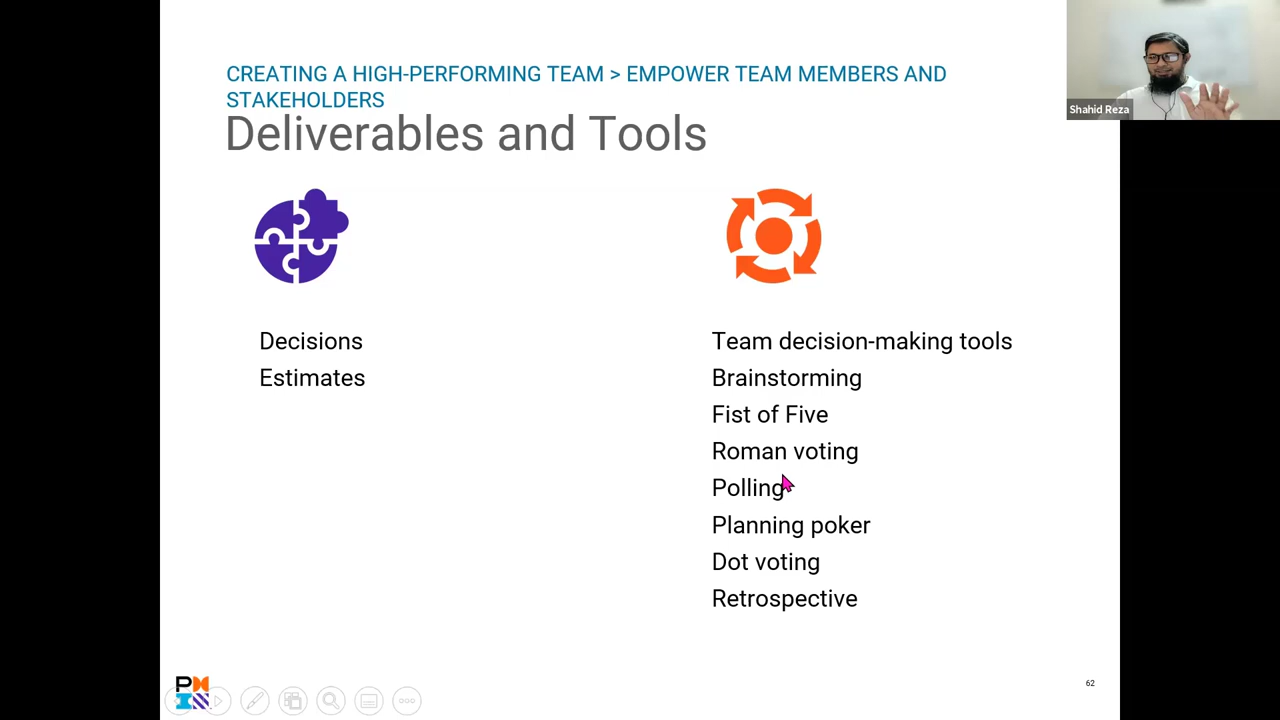 CREATING A HIGH-PERFORMING TEAM > EMPOWER TEAM MEMBERS AND
STAKEHOLDERS
Deliverables and Tools
Shahid Reza
Decisions
Estimates
Team decision-making tools
Brainstorming
Fist of Five
Roman voting
Polling
Planning poker
Dot voting
Retrospective
62